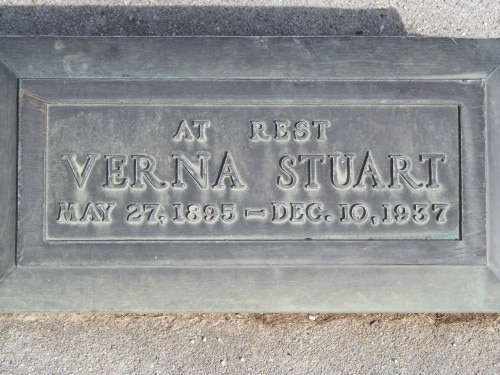 AT REST
VERNA STUART
MAY 27, 1895 – DEC. 10, 1937